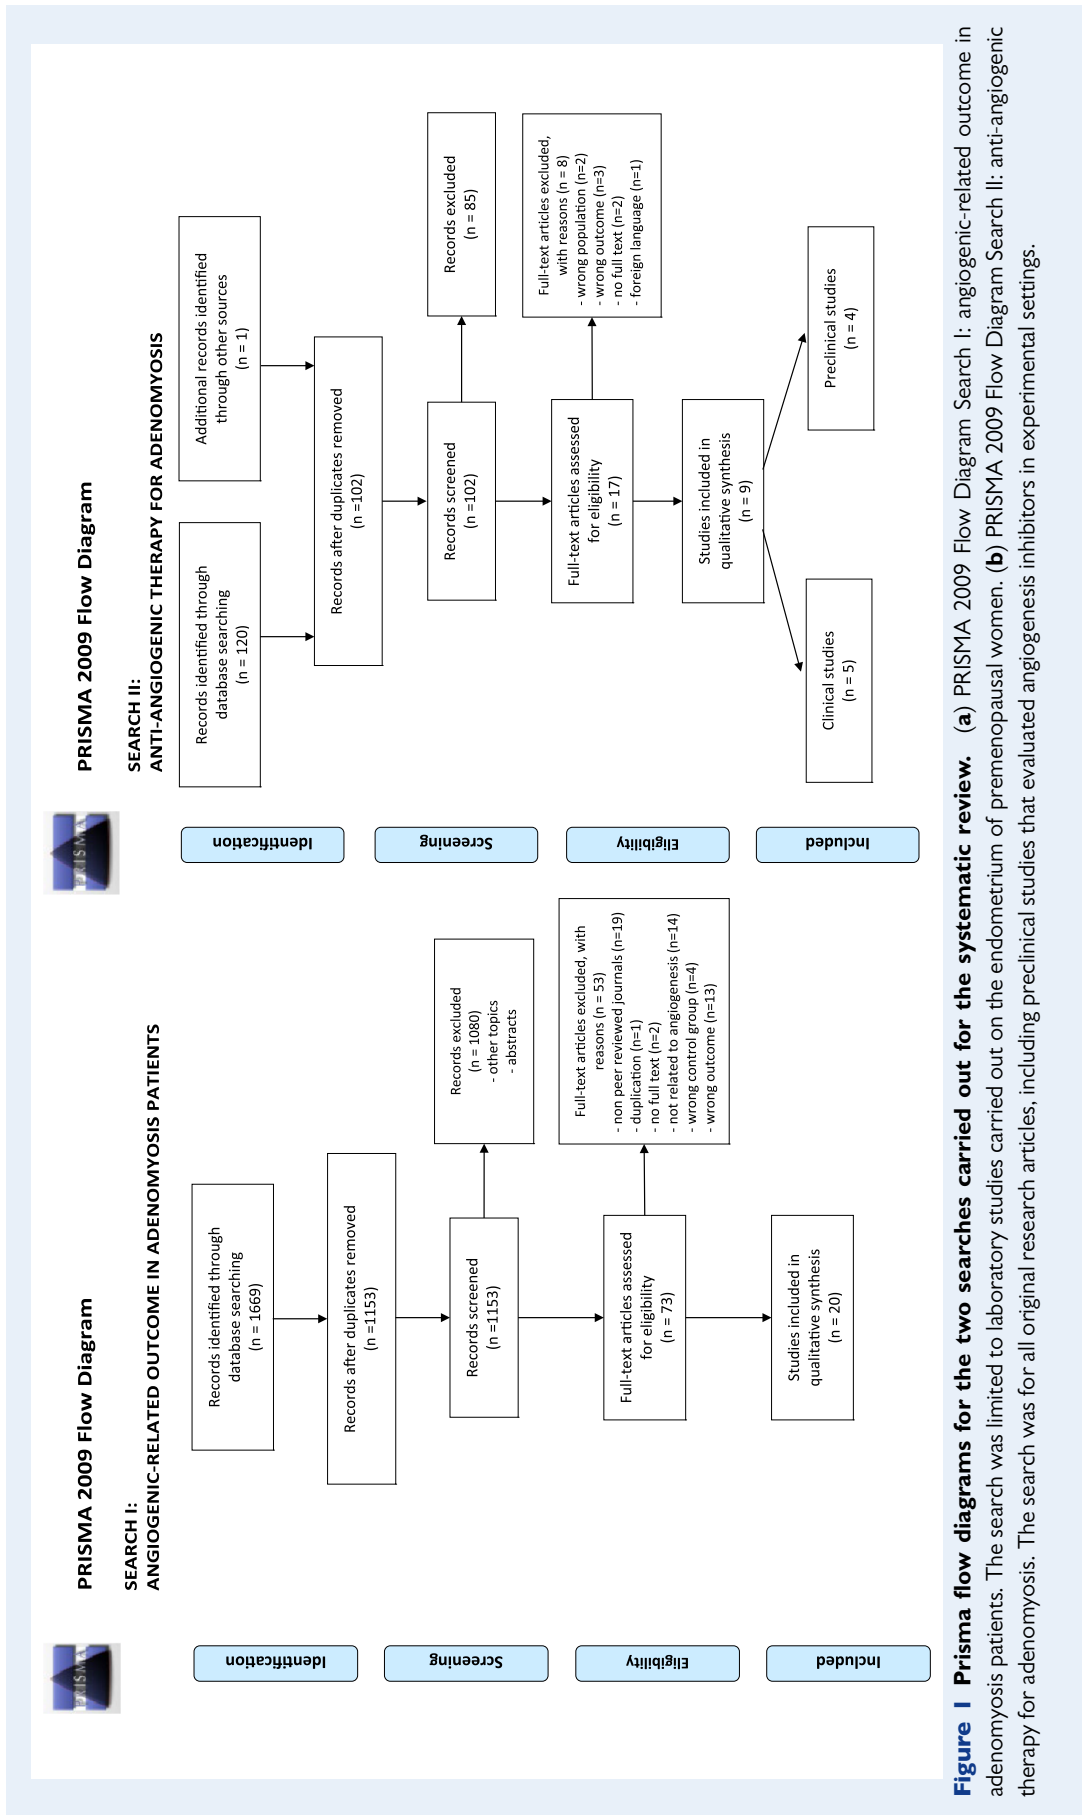 PRISMA
PRISMA 2009 Flow Diagram
SEARCH I:
ANGIOGENIC-RELATED OUTCOME IN ADENOMYOSIS PATIENTS
Identification
Screening
Eligibility
Included
Records identified through
database searching
(n = 1669)
Records after duplicates removed
(n =1153)
Records screened
(n =1153)
Records excluded
(n = 1080)
- other topics
- abstracts
Full-text articles assessed
for eligibility
(n = 73)
Full-text articles excluded, with
reasons (n = 53)
- non peer reviewed journals (n=19)
- duplication (n=1)
- no full text (n=2)
- not related to angiogenesis (n=14)
- wrong control group (n=4)
- wrong outcome (n=13)
Studies included in
qualitative synthesis
(n = 20)
PRISMA
PRISMA 2009 Flow Diagram
SEARCH II:
ANTI-ANGIOGENIC THERAPY FOR ADENOMYOSIS
Identification
Screening
Eligibility
Included
Records identified through
database searching
(n = 120)
Additional records identified
through other sources
(n = 1)
Records after duplicates removed
(n =102)
Records screened
(n =102)
Records excluded
(n = 85)
Full-text articles assessed
for eligibility
(n = 17)
Full-text articles excluded,
with reasons (n = 8)
- wrong population (n=2)
- wrong outcome (n=3)
- no full text (n=2)
- foreign language (n=1)
Studies included in
qualitative synthesis
(n = 9)
Clinical studies
(n = 5)
Preclinical studies
(n = 4)
Figure 1 Prisma flow diagrams for the two searches carried out for the systematic review. (a) PRISMA 2009 Flow Diagram Search I: angiogenic-related outcome in
adenomyosis patients. The search was limited to laboratory studies carried out on the endometrium of premenopausal women. (b) PRISMA 2009 Flow Diagram Search II: anti-angiogenic
therapy for adenomyosis. The search was for all original research articles, including preclinical studies that evaluated angiogenesis inhibitors in experimental settings.